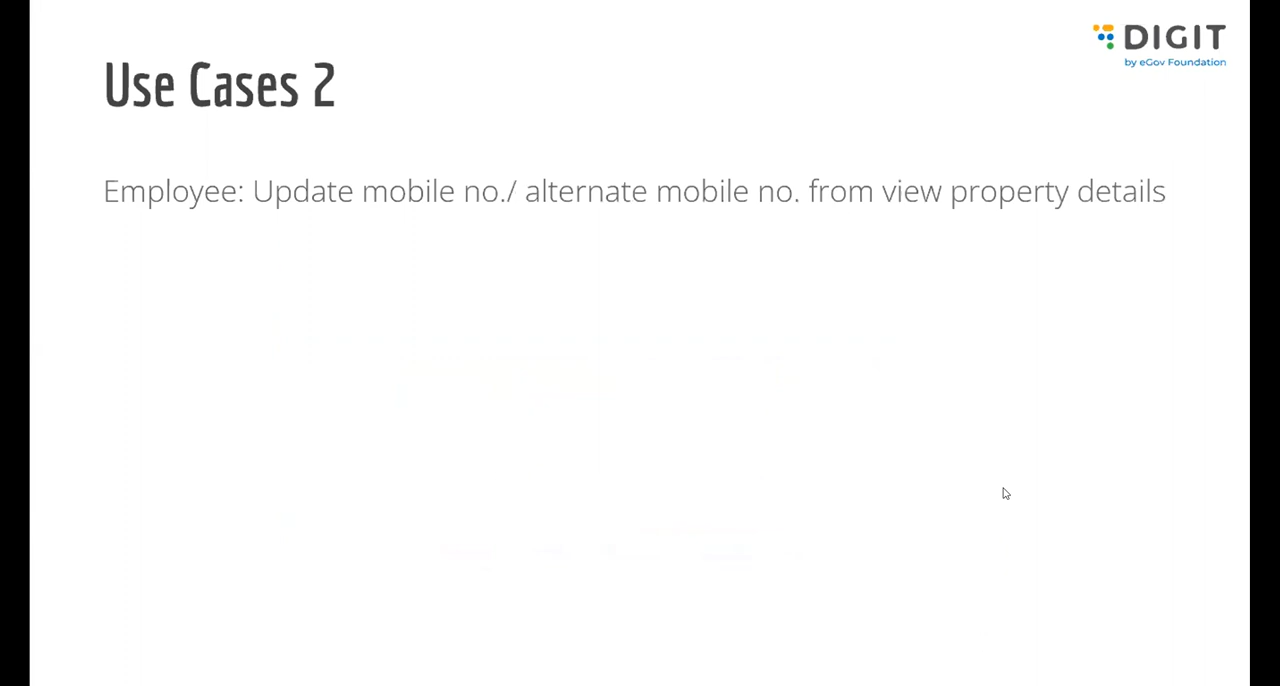 DIGIT
by eGov Foundation
Use Cases 2
Employee: Update mobile no./ alternate mobile no. from view property details